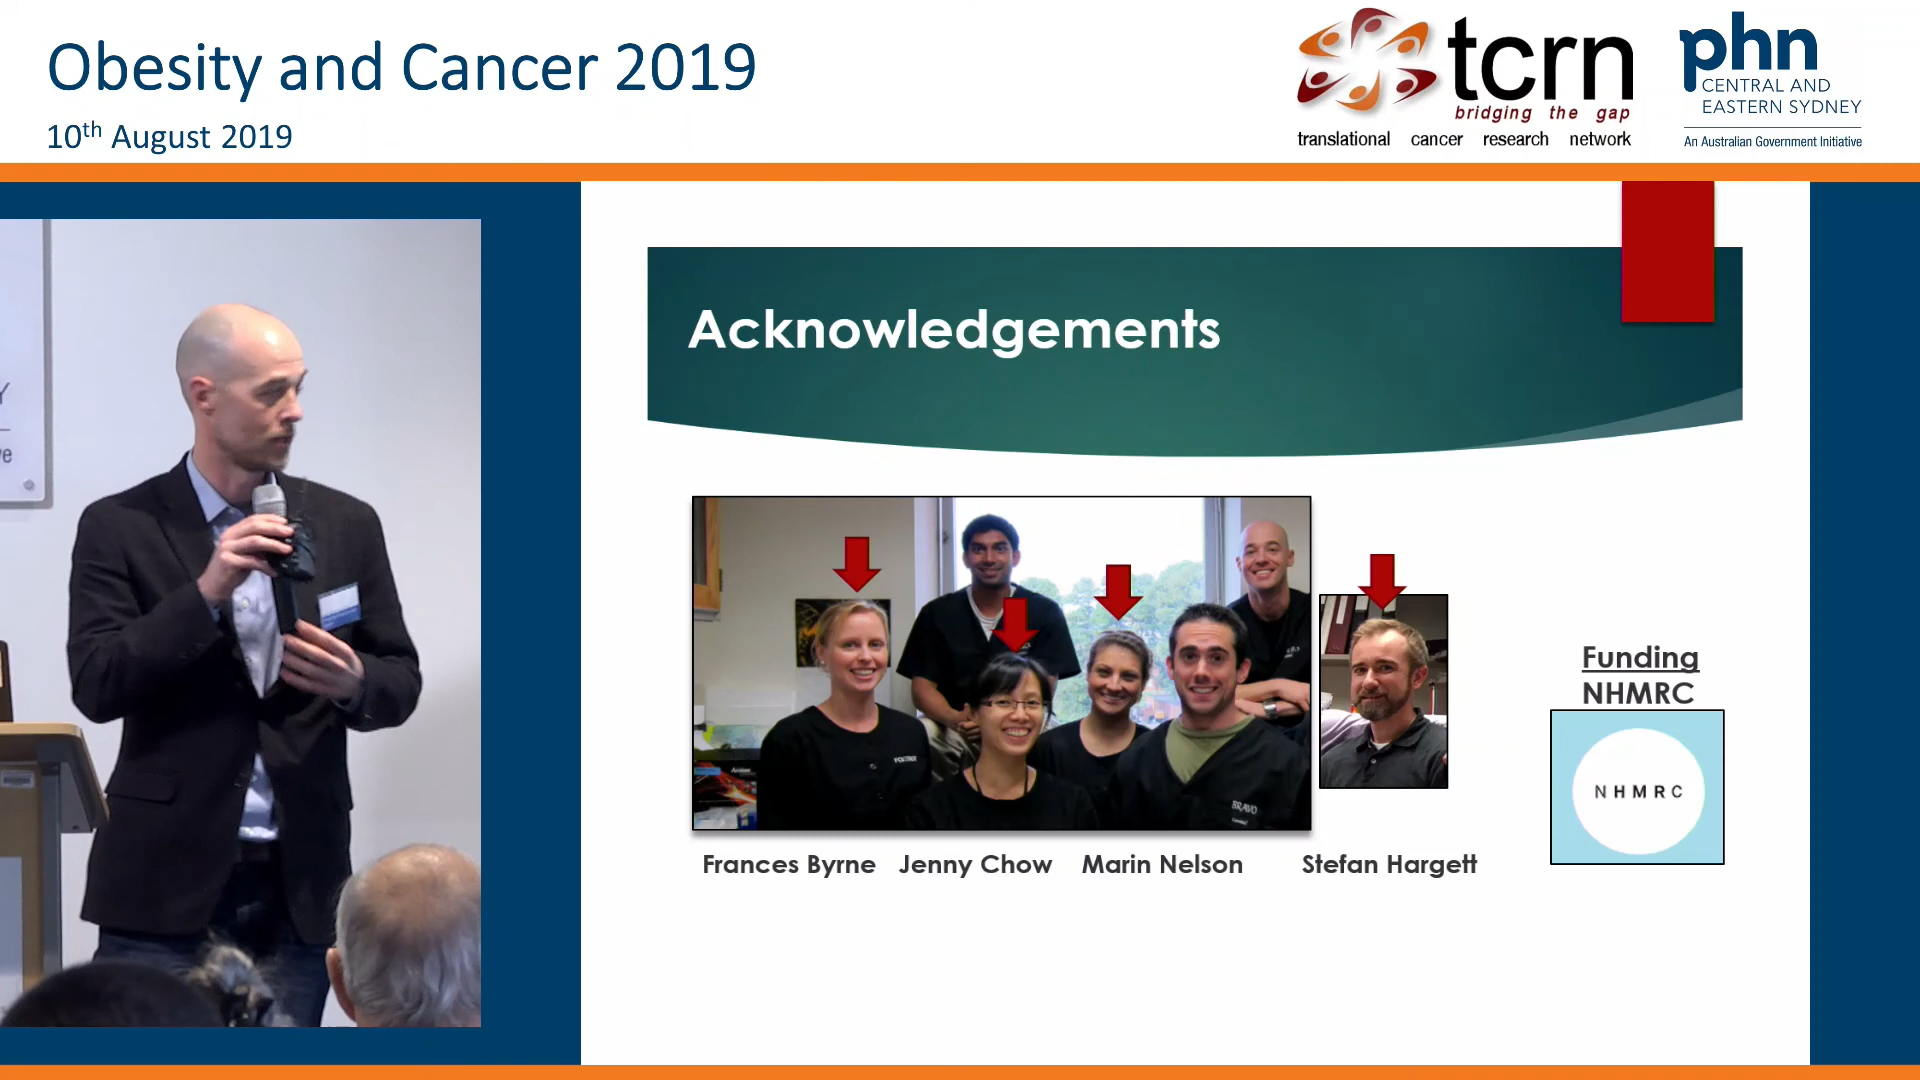 Obesity and Cancer 2019
10th August 2019
tcrn
bridging the gap
translational cancer research network
phn
CENTRAL AND
EASTERN SYDNEY
An Australian Government Initiative
Acknowledgements
Funding
NHMRC
NHMRC
BRAVO
Frances Byrne Jenny Chow Marin Nelson Stefan Hargett